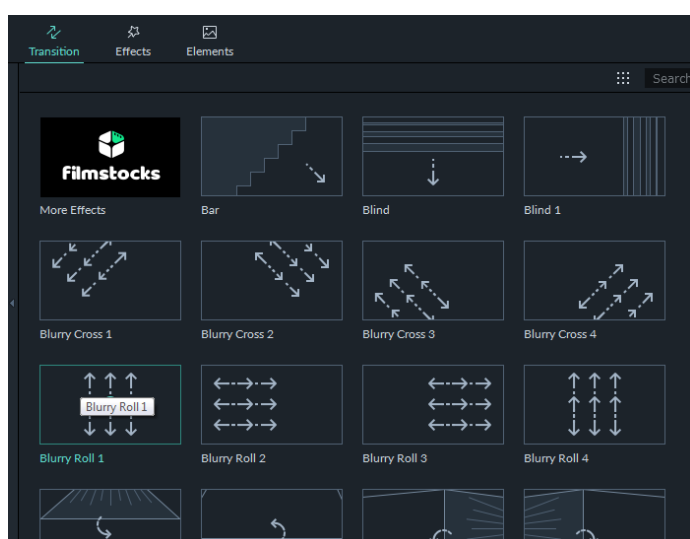 Transition Effects Elements
Search
filmstocks
More Effects Bar Blind Blind 1
Blurry Cross 1 Blurry Cross 2 Blurry Cross 3 Blurry Cross 4
Blurry Roll 1
Blurry Roll 1 Blurry Roll 2 Blurry Roll 3 Blurry Roll 4